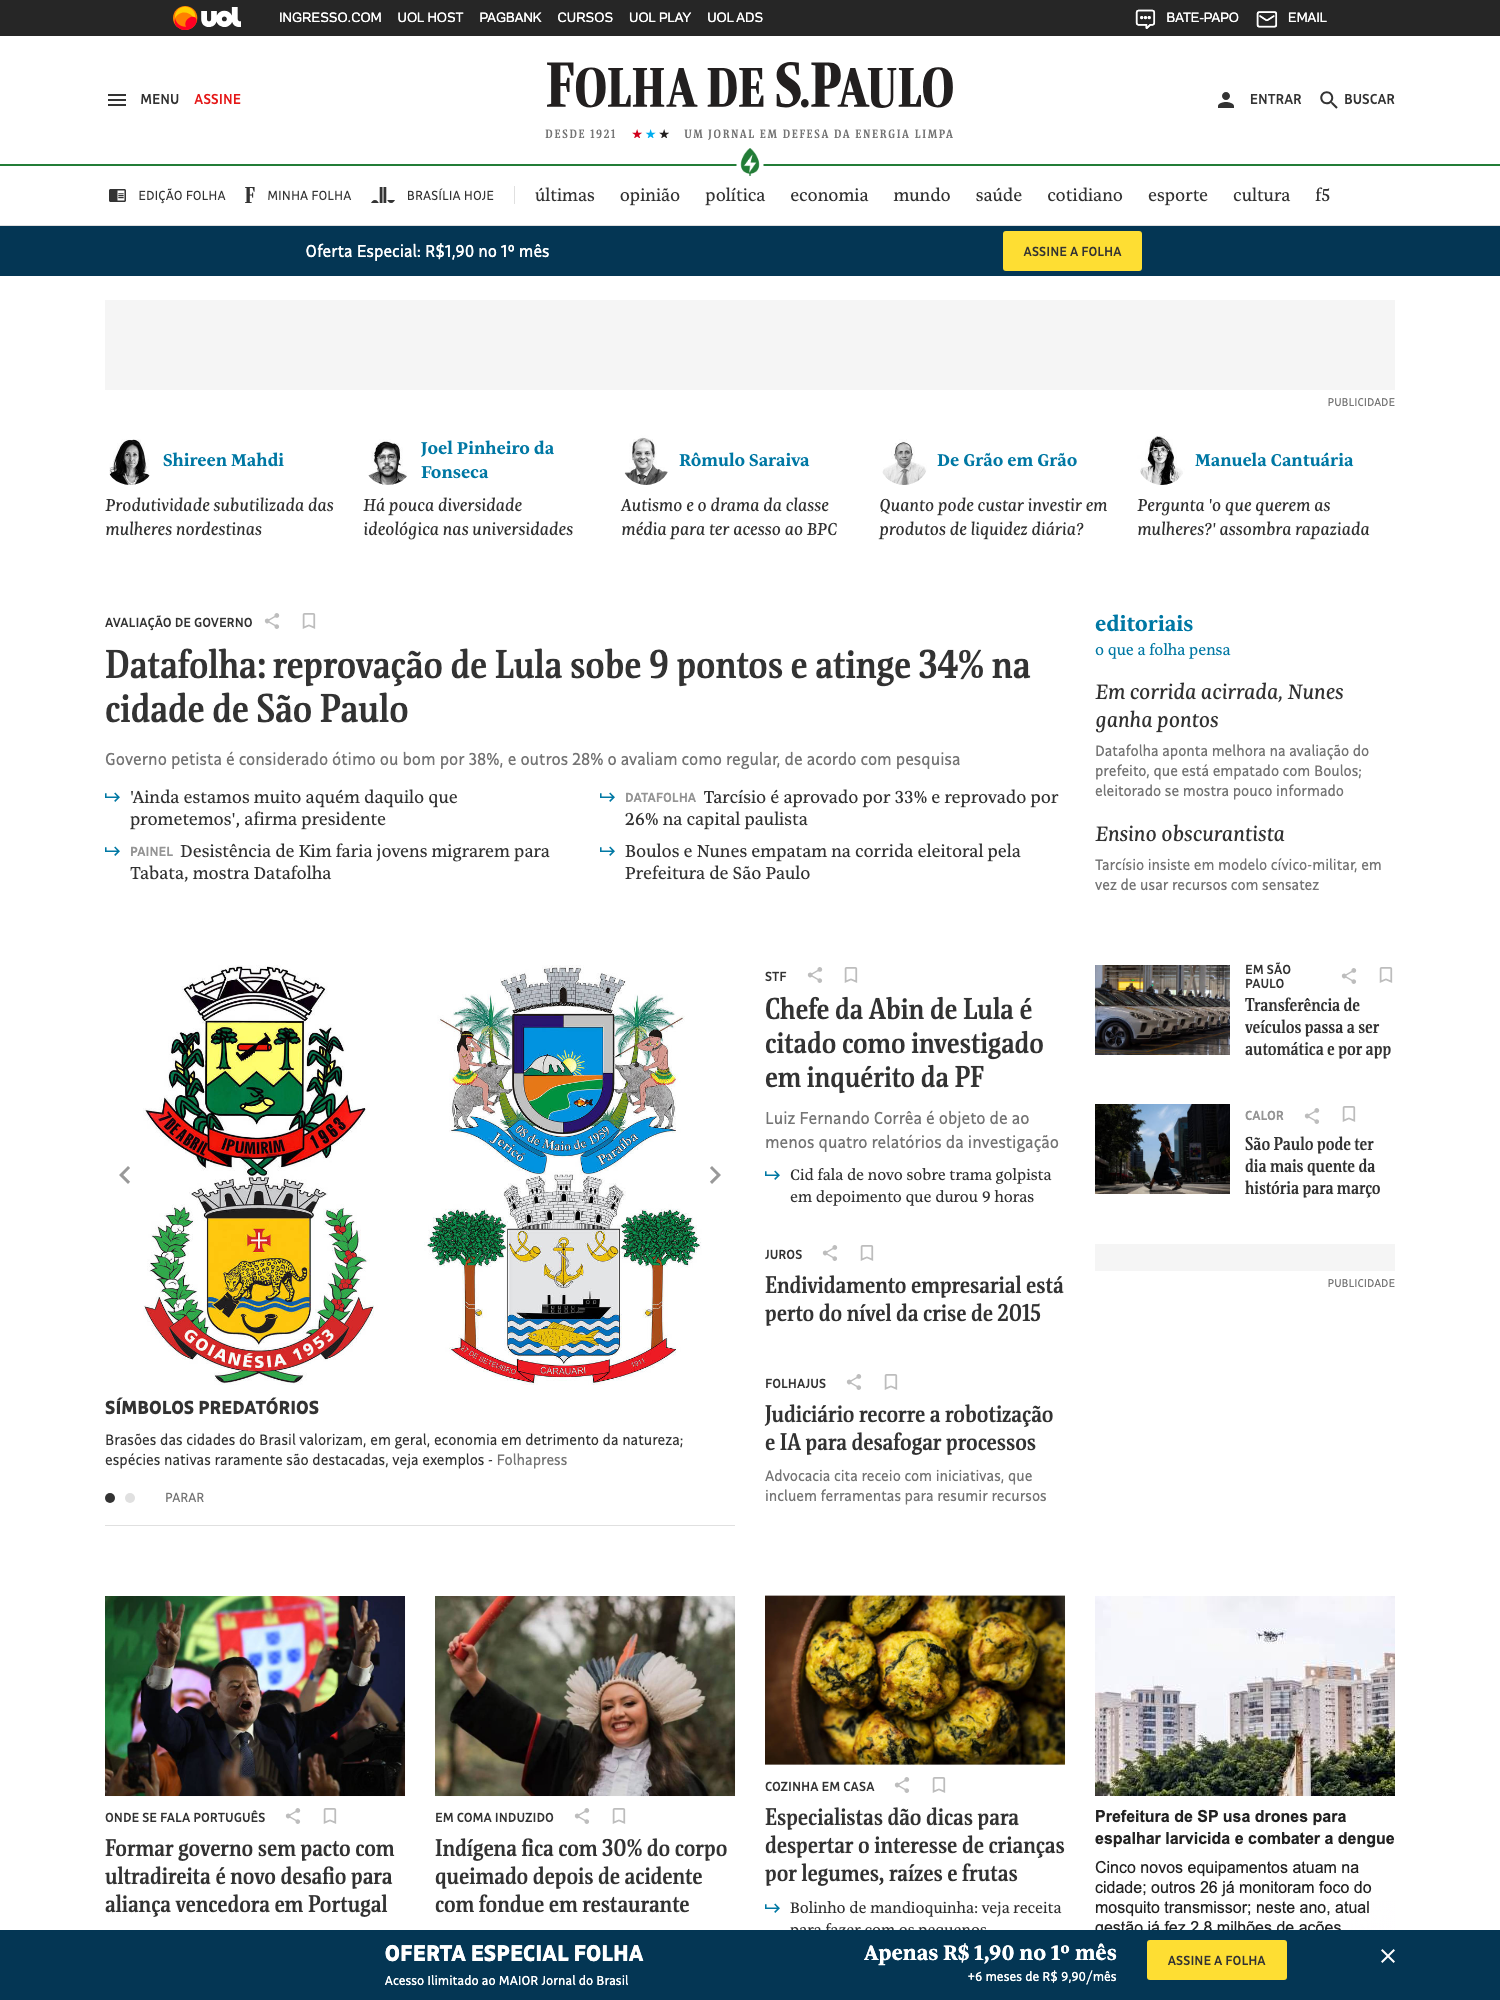 UOL
INGRESSO.COM UOL HOST PAGBANK CURSOS UOL PLAY UOL ADS
BATE-PAPO EMAIL
MENU ASSINE
FOLHA DE S.PAULO
ENTRAR BUSCAR
DESDE 1921 ★★★ UM JORNAL EM DEFESA DA ENERGIA LIMPA
EDIÇÃO FOLHA F MINHA FOLHA BRASÍLIA HOJE
últimas opinião política economia mundo saúde cotidiano esporte cultura f5
Oferta Especial: R$1,90 no 1º mês
ASSINE A FOLHA
PUBLICIDADE
Shireen Mahdi
Produtividade subutilizada das
mulheres nordestinas
Joel Pinheiro da
Fonseca
Há pouca diversidade
ideológica nas universidades
Rômulo Saraiva
Autismo e o drama da classe
média para ter acesso ao BPC
De Grão em Grão
Quanto pode custar investir em
produtos de liquidez diária?
Manuela Cantuária
Pergunta 'o que querem as
mulheres?' assombra rapaziada
AVALIAÇÃO DE GOVERNO
Datafolha: reprovação de Lula sobe 9 pontos e atinge 34% na
cidade de São Paulo
Governo petista é considerado ótimo ou bom por 38%, e outros 28% o avaliam como regular, de acordo com pesquisa
'Ainda estamos muito aquém daquilo que
prometemos', afirma presidente
PAINEL Desistência de Kim faria jovens migrarem para
Tabata, mostra Datafolha
DATAFOLHA Tarcísio é aprovado por 33% e reprovado por
26% na capital paulista
Boulos e Nunes empatam na corrida eleitoral pela
Prefeitura de São Paulo
editoriais
o que a folha pensa
Em corrida acirrada, Nunes
ganha pontos
Datafolha aponta melhora na avaliação do
prefeito, que está empatado com Boulos;
eleitorado se mostra pouco informado
Ensino obscurantista
Tarcísio insiste em modelo cívico-militar, em
vez de usar recursos com sensatez
7 DE ABRIL IPUMIRIM 1963
Jericó 08 de Maio de 1959 Paraíba
GOIANÉSIA 1953
27 DE SETEMBRO CARAUARI 1911
SÍMBOLOS PREDATÓRIOS
Brasões das cidades do Brasil valorizam, em geral, economia em detrimento da natureza;
espécies nativas raramente são destacadas, veja exemplos - Folhapress
PARAR
STF
Chefe da Abin de Lula é
citado como investigado
em inquérito da PF
Luiz Fernando Corrêa é objeto de ao
menos quatro relatórios da investigação
Cid fala de novo sobre trama golpista
em depoimento que durou 9 horas
JUROS
Endividamento empresarial está
perto do nível da crise de 2015
FOLHAJUS
Judiciário recorre a robotização
e IA para desafogar processos
Advocacia cita receio com iniciativas, que
incluem ferramentas para resumir recursos
EM SÃO
PAULO
Transferência de
veículos passa a ser
automática e por app
CALOR
São Paulo pode ter
dia mais quente da
história para março
PUBLICIDADE
ONDE SE FALA PORTUGUÊS
Formar governo sem pacto com
ultradireita é novo desafio para
aliança vencedora em Portugal
EM COMA INDUZIDO
Indígena fica com 30% do corpo
queimado depois de acidente
com fondue em restaurante
COZINHA EM CASA
Especialistas dão dicas para
despertar o interesse de crianças
por legumes, raízes e frutas
Bolinho de mandioquinha: veja receita
para fazer com os pequenos
Prefeitura de SP usa drones para
espalhar larvicida e combater a dengue
Cinco novos equipamentos atuam na
cidade; outros 26 já monitoram foco do
mosquito transmissor; neste ano, atual
gestão já fez 2,8 milhões de ações
OFERTA ESPECIAL FOLHA
Acesso Ilimitado ao MAIOR Jornal do Brasil
Apenas R$ 1,90 no 1º mês
+6 meses de R$ 9,90/mês
ASSINE A FOLHA